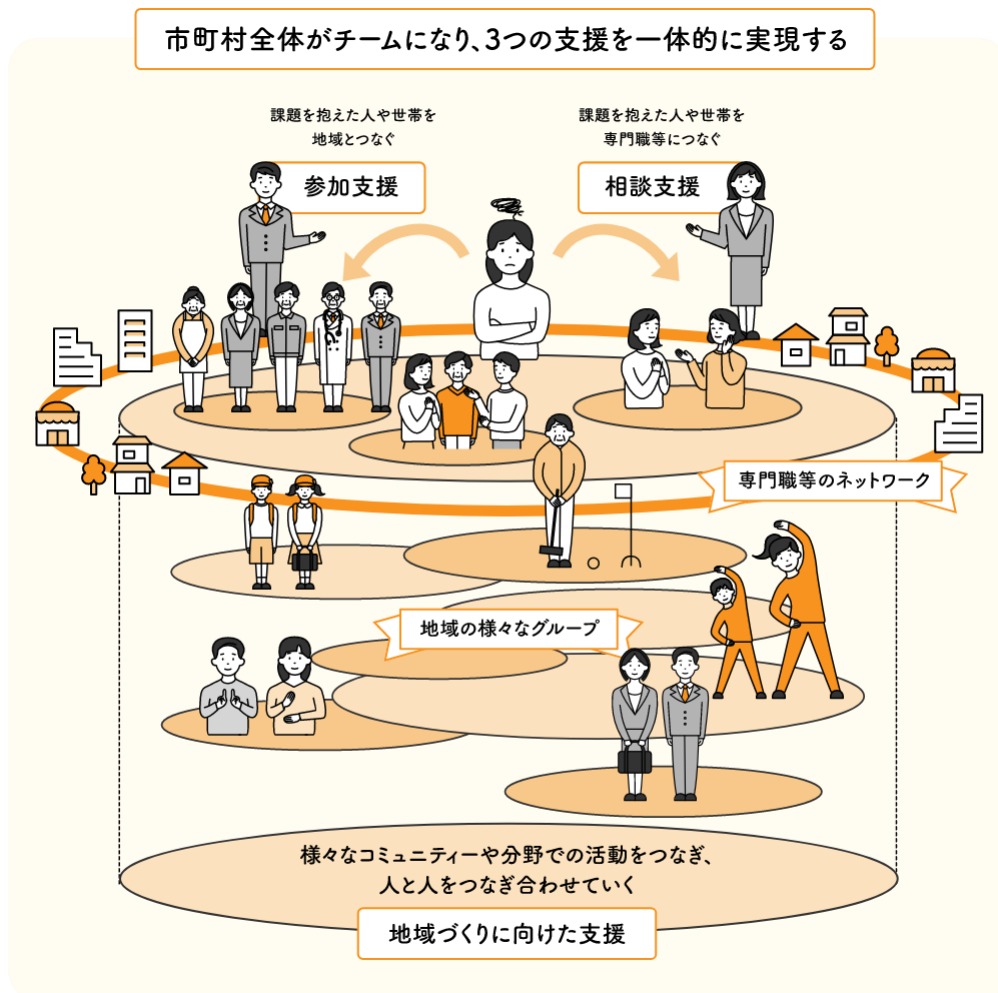 市町村全体がチームになり、3つの支援を一体的に実現する
課題を抱えた人や世帯を
地域とつなぐ
参加支援
課題を抱えた人や世帯を
専門職等につなぐ
相談支援
専門職等のネットワーク
地域の様々なグループ
様々なコミュニティーや分野での活動をつなぎ、
人と人をつなぎ合わせていく
地域づくりに向けた支援